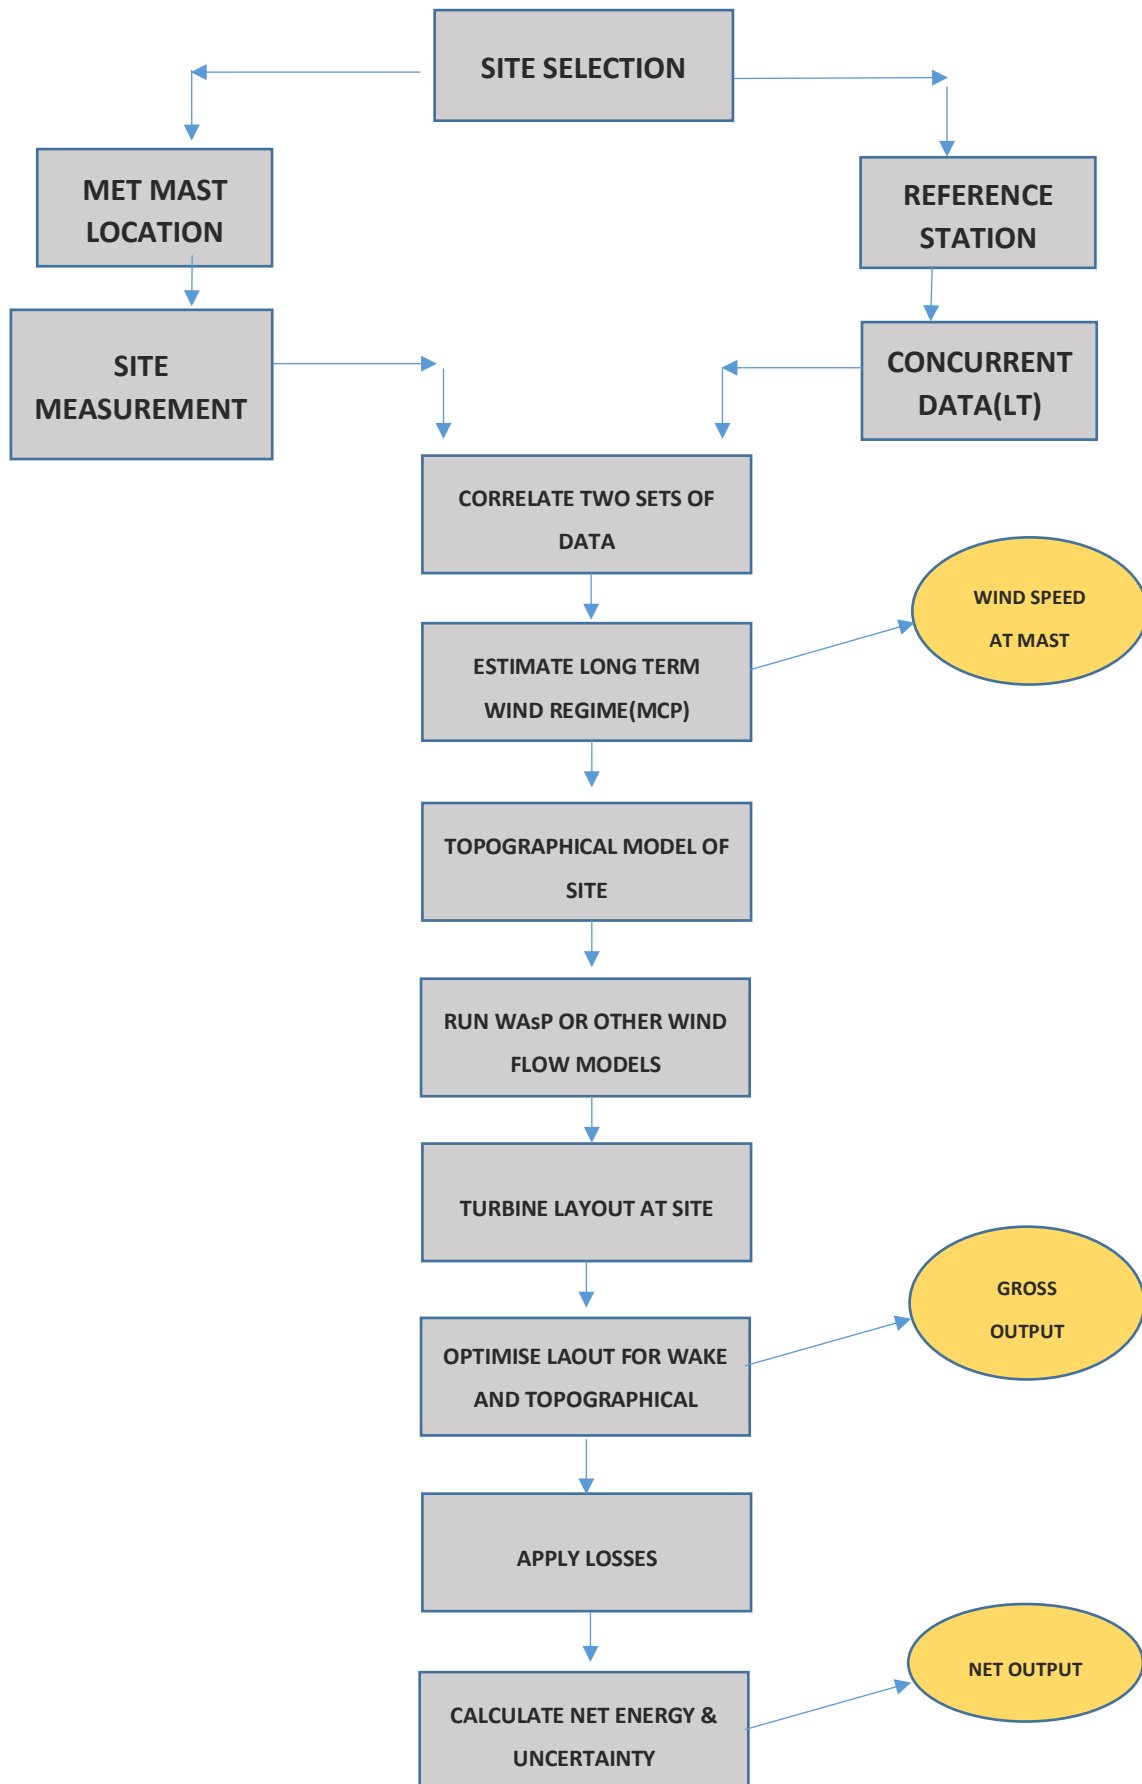 SITE SELECTION
MET MAST
LOCATION
REFERENCE
STATION
SITE
MEASUREMENT
CONCURRENT
DATA(LT)
CORRELATE TWO SETS OF
DATA
WIND SPEED
AT MAST
ESTIMATE LONG TERM
WIND REGIME(MCP)
TOPOGRAPHICAL MODEL OF
SITE
RUN WAsP OR OTHER WIND
FLOW MODELS
TURBINE LAYOUT AT SITE
GROSS
OUTPUT
OPTIMISE LAOUT FOR WAKE
AND TOPOGRAPHICAL
APPLY LOSSES
NET OUTPUT
CALCULATE NET ENERGY &
UNCERTAINTY